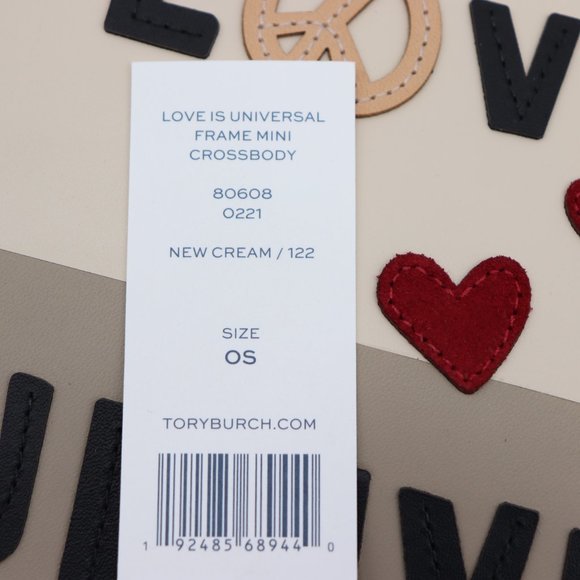 LOVE IS UNIVERSAL
FRAME MINI
CROSSBODY
80608
0221
NEW CREAM / 122
SIZE
OS
TORYBURCH.COM
1 92485 68944 0